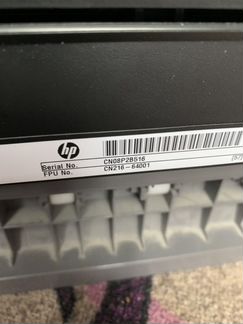 hp
Serial No. CN08P2B516
FPU No. CN216-64001